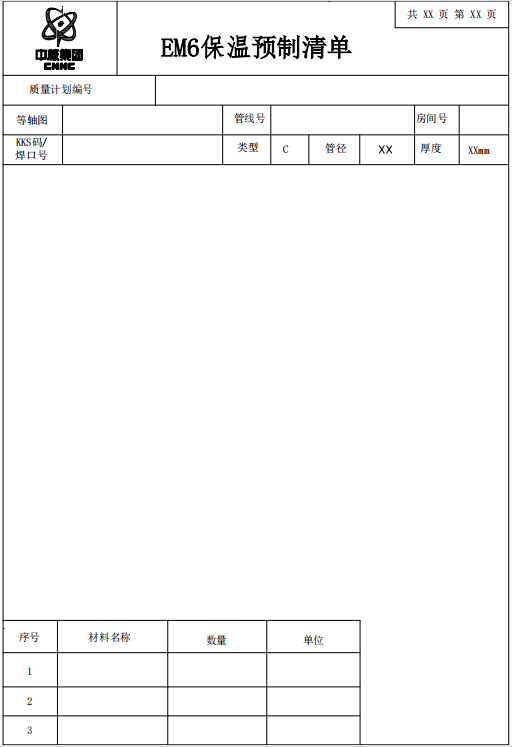 共 XX 页 第 XX 页
中核集团
CNNC
EM6保温预制清单
质量计划编号
等轴图 管线号 房间号
KKS码/
焊口号 类型 C 管径 XX 厚度 XXmm
序号 材料名称 数量 单位
1
2
3